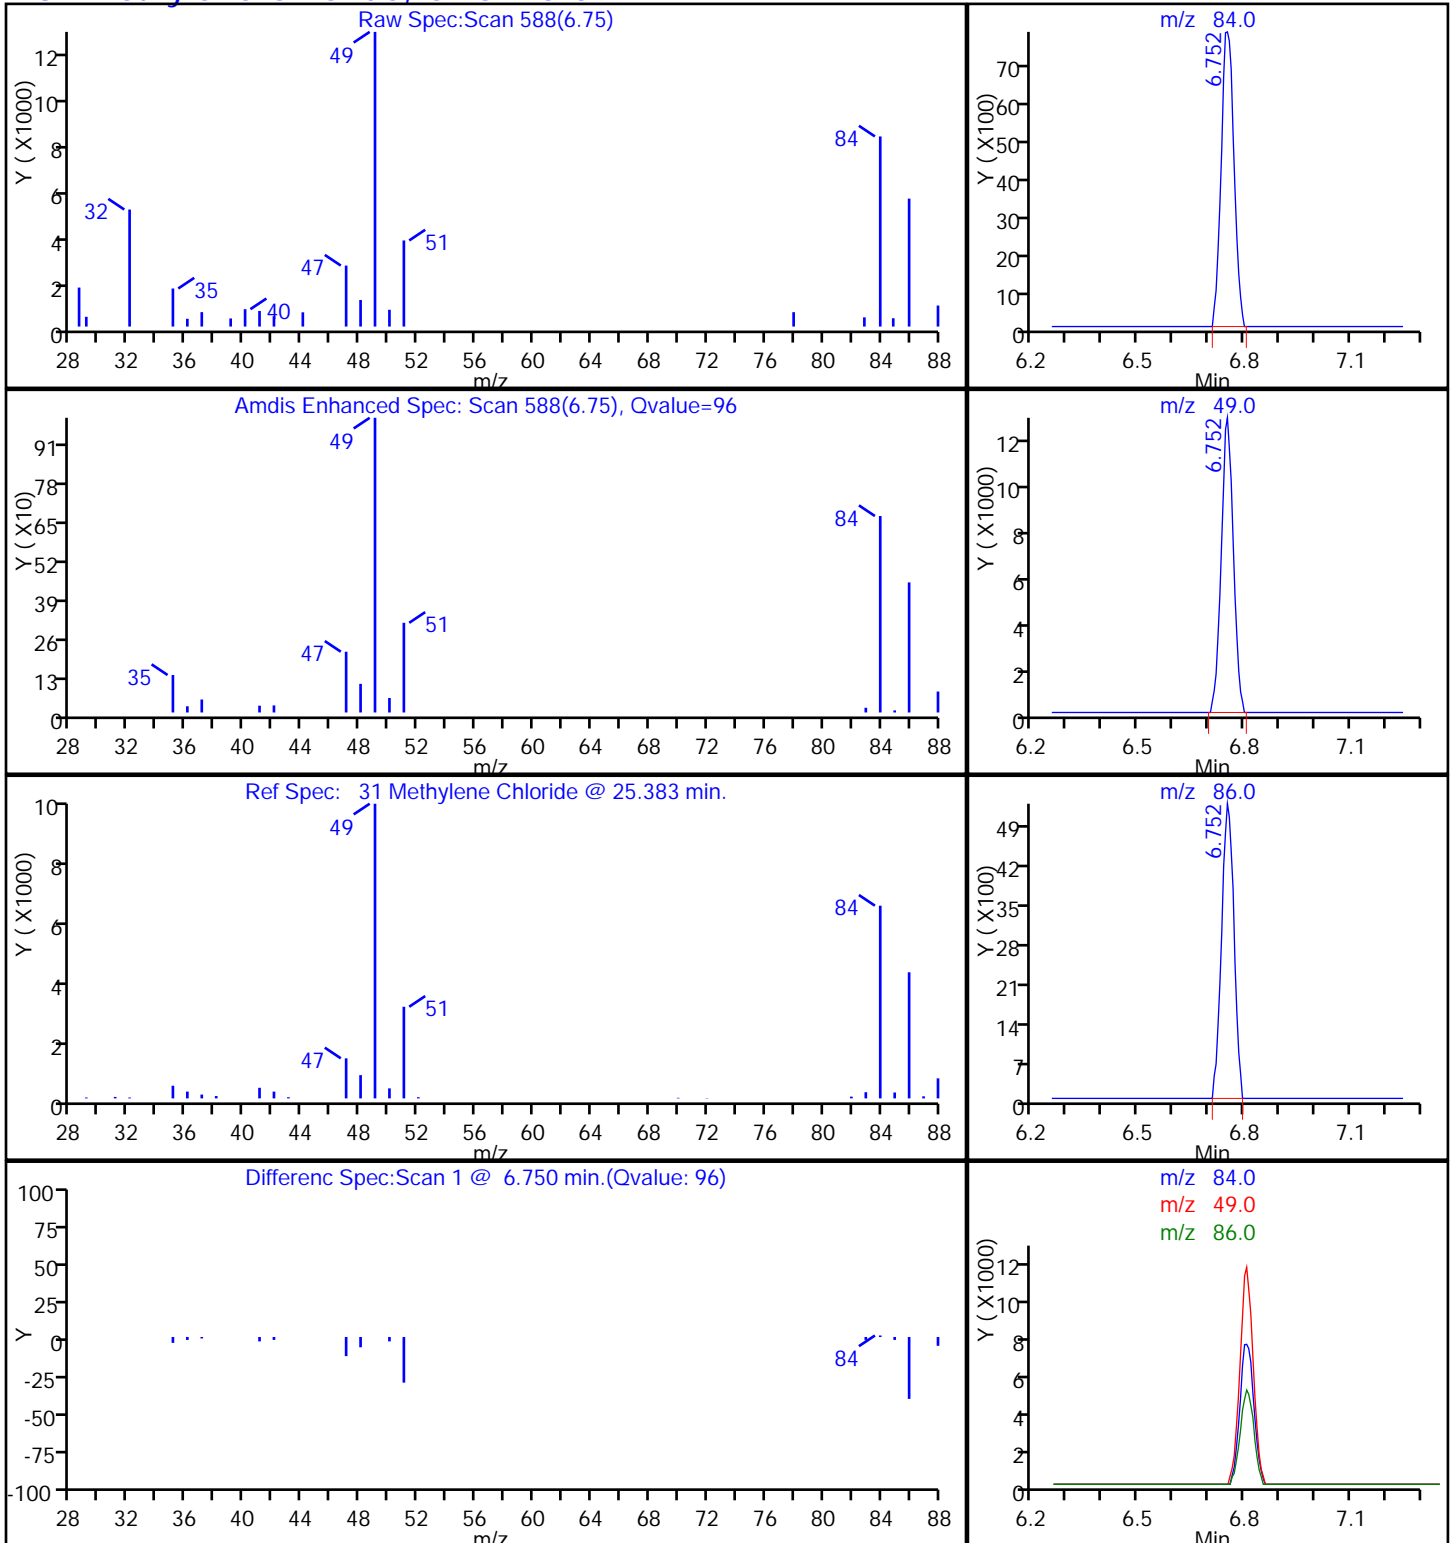 Raw Spec:Scan 588(6.75)
Y ( X1000)
12
10
8
6
4
2
0
49
84
32
51
47
35
40
28 32 36 40 44 48 52 56 60 64 68 72 76 80 84 88
m/z
m/z 84.0
6.752
Y ( X100)
70
60
50
40
30
20
10
0
6.2 6.5 6.8 7.1
Min
Amdis Enhanced Spec: Scan 588(6.75), Qvalue=96
Y ( X10)
91
78
65
52
39
26
13
0
49
84
51
47
35
28 32 36 40 44 48 52 56 60 64 68 72 76 80 84 88
m/z
m/z 49.0
6.752
Y ( X1000)
12
10
8
6
4
2
0
6.2 6.5 6.8 7.1
Min
Ref Spec: 31 Methylene Chloride @ 25.383 min.
Y ( X1000)
10
8
6
4
2
0
49
84
51
47
28 32 36 40 44 48 52 56 60 64 68 72 76 80 84 88
m/z
m/z 86.0
6.752
Y ( X100)
49
42
35
28
21
14
7
0
6.2 6.5 6.8 7.1
Min
Differenc Spec:Scan 1 @ 6.750 min.(Qvalue: 96)
Y
100
75
50
25
0
-25
-50
-75
-100
84
28 32 36 40 44 48 52 56 60 64 68 72 76 80 84 88
m/z
m/z 84.0
m/z 49.0
m/z 86.0
Y ( X1000)
12
10
8
6
4
2
0
6.2 6.5 6.8 7.1
Min